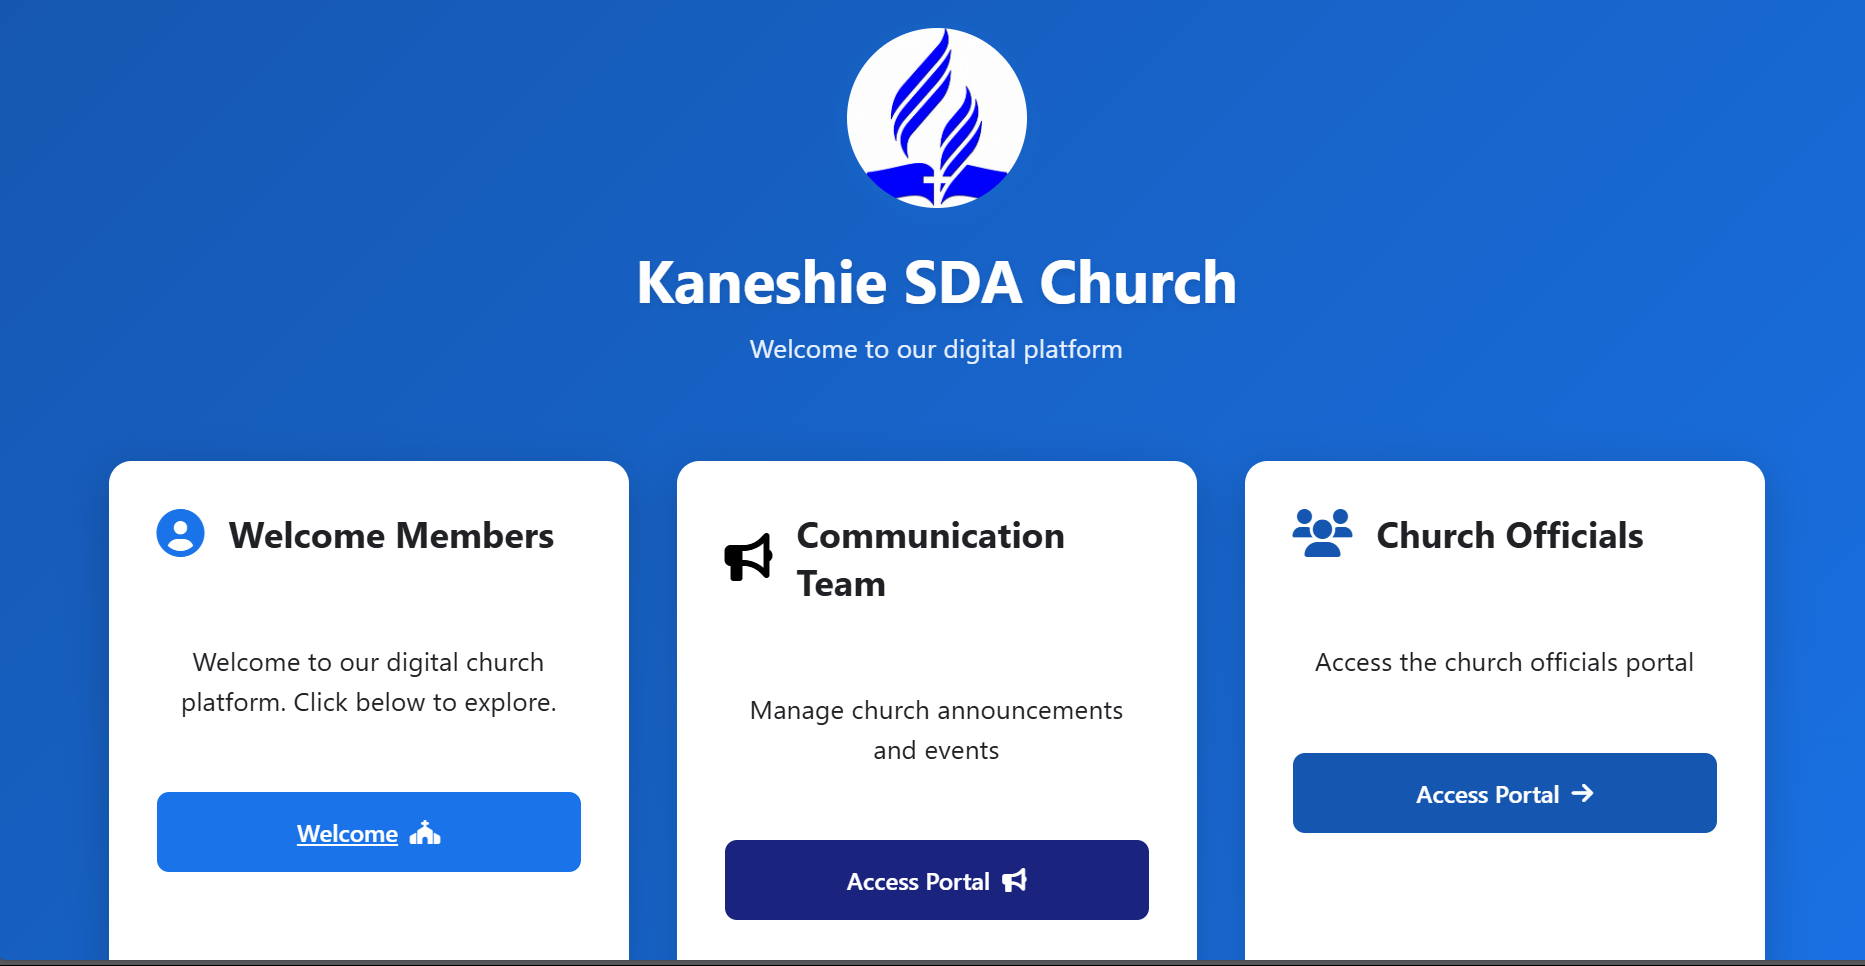 Kaneshie SDA Church
Welcome to our digital platform
Welcome Members
Welcome to our digital church
platform. Click below to explore.
Welcome
Communication
Team
Manage church announcements
and events
Access Portal
Church Officials
Access the church officials portal
Access Portal